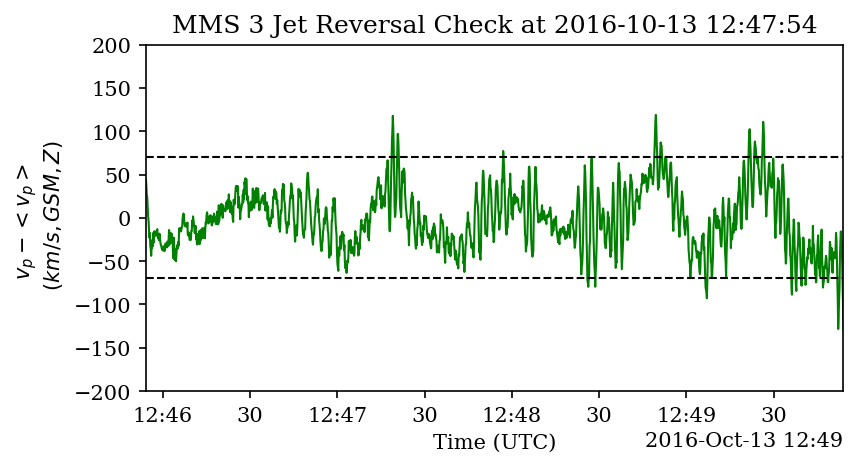 MMS 3 Jet Reversal Check at 2016-10-13 12:47:54
200
150
100
50
0
−50
−100
−150
−200
v_p − < v_p >
(km/s, GSM, Z)
12:46 30 12:47 30 12:48 30 12:49 30
Time (UTC)
2016-Oct-13 12:49